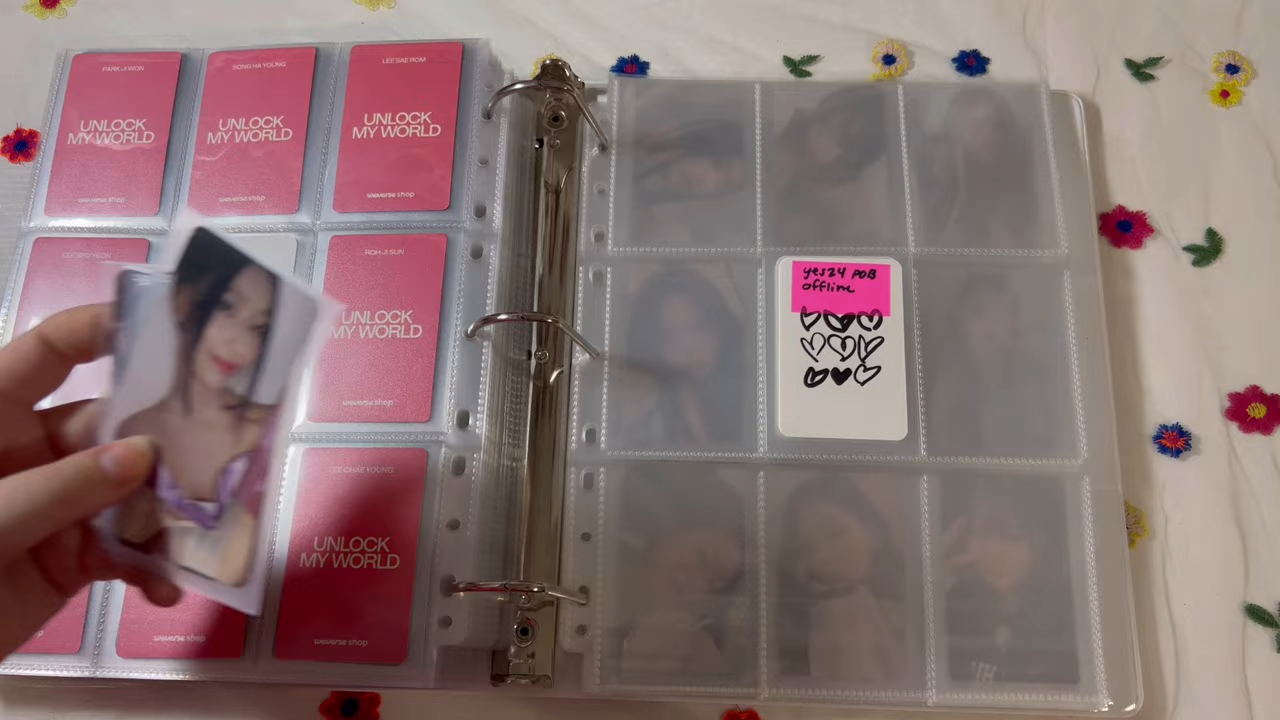 PARK JI WON
UNLOCK
MY WORLD
weverse shop
SONG HA YOUNG
UNLOCK
MY WORLD
weverse shop
LEE SAE ROM
UNLOCK
MY WORLD
weverse shop
ROH JI SUN
UNLOCK
MY WORLD
weverse shop
LEE CHAE YOUNG
UNLOCK
MY WORLD
weverse shop
weverse shop
yes24 POB
offline